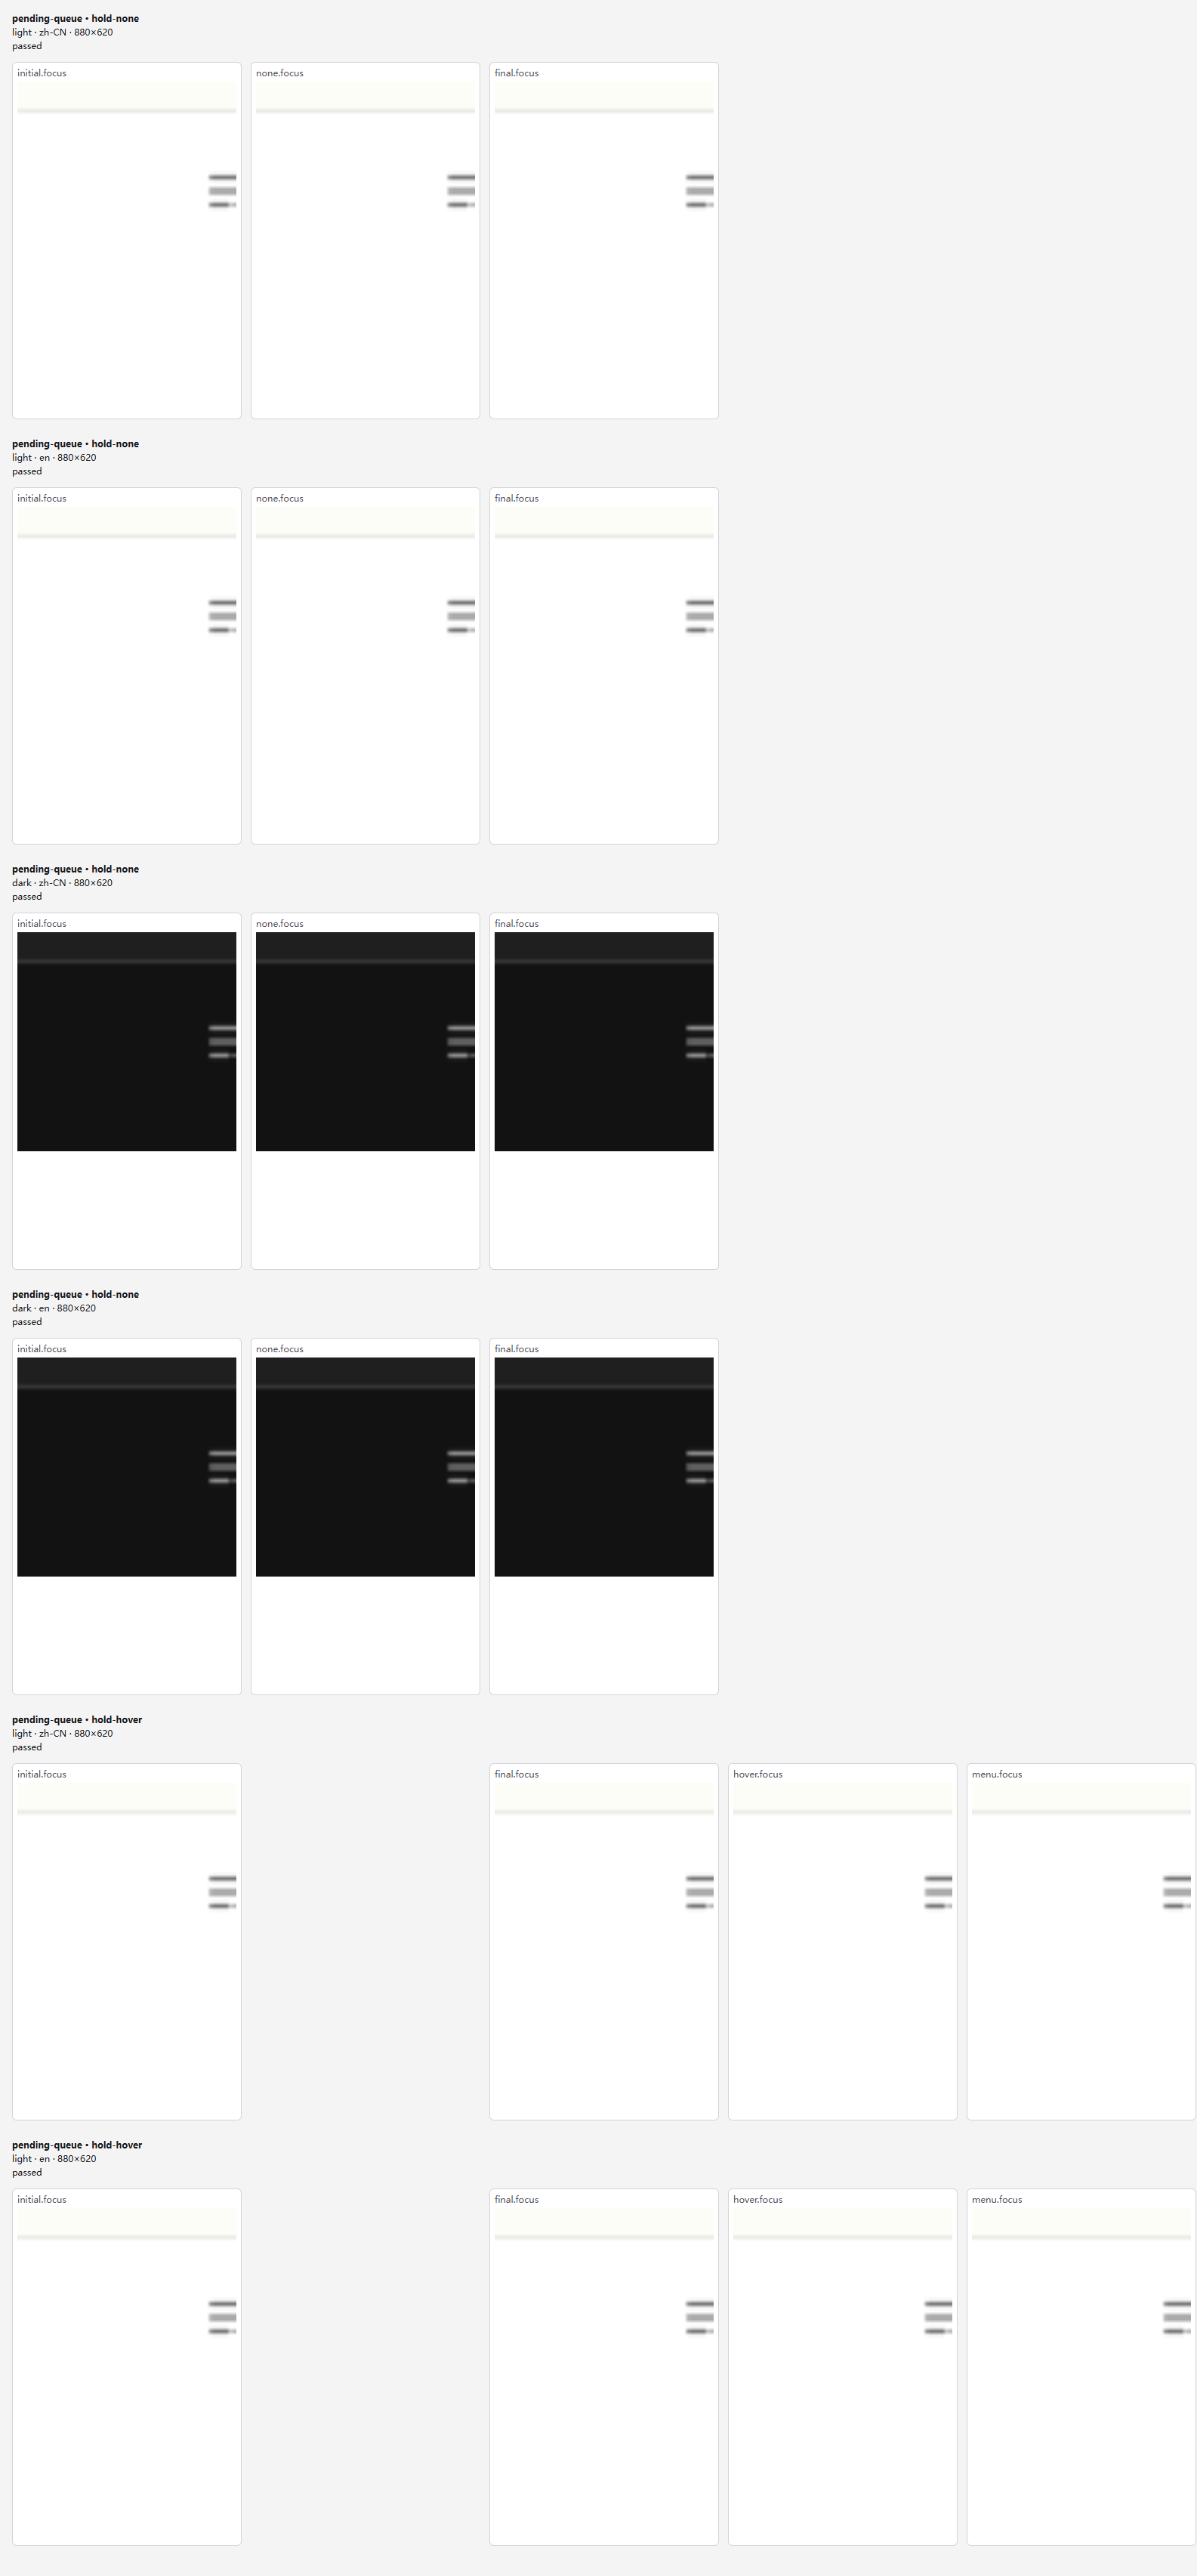 pending-queue • hold-none
light · zh-CN · 880×620
passed
initial.focus
none.focus
final.focus
pending-queue • hold-none
light · en · 880×620
passed
initial.focus
none.focus
final.focus
pending-queue • hold-none
dark · zh-CN · 880×620
passed
initial.focus
none.focus
final.focus
pending-queue • hold-none
dark · en · 880×620
passed
initial.focus
none.focus
final.focus
pending-queue • hold-hover
light · zh-CN · 880×620
passed
initial.focus
final.focus
hover.focus
menu.focus
pending-queue • hold-hover
light · en · 880×620
passed
initial.focus
final.focus
hover.focus
menu.focus